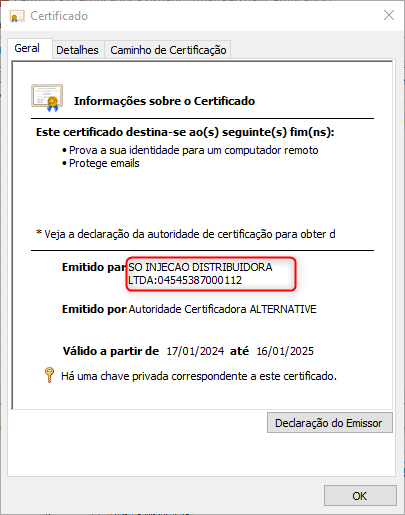 Certificado
Geral Detalhes Caminho de Certificação
Informações sobre o Certificado
Este certificado destina-se ao(s) seguinte(s) fim(ns):
• Prova a sua identidade para um computador remoto
• Protege emails
* Veja a declaração da autoridade de certificação para obter d
Emitido par SO INJECAO DISTRIBUIDORA
LTDA:04545387000112
Emitido por Autoridade Certificadora ALTERNATIVE
Válido a partir de 17/01/2024 até 16/01/2025
Há uma chave privada correspondente a este certificado.
Declaração do Emissor
OK